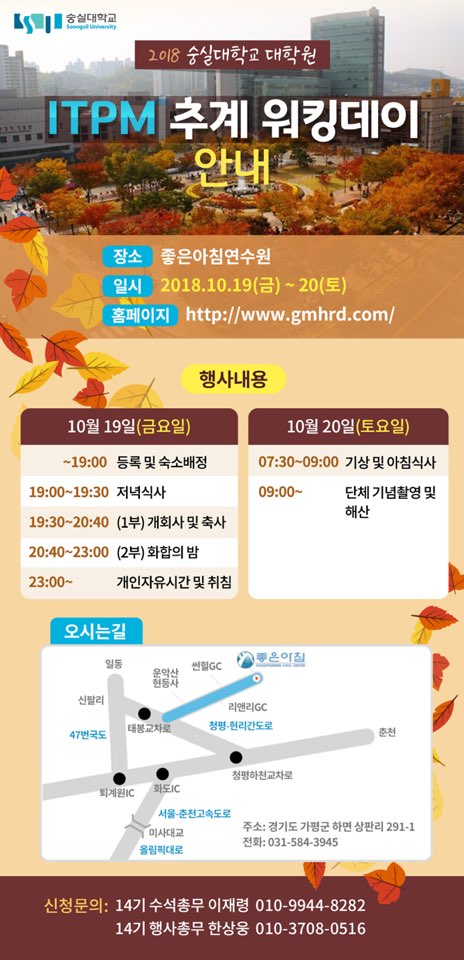 숭실대학교
Soongsil University
2018 숭실대학교 대학원
ITPM 추계 워킹데이
안내
장소 좋은아침연수원
일시 2018.10.19(금) ~ 20(토)
홈페이지 http://www.gmhrd.com/
행사내용
10월 19일(금요일)
~19:00 등록 및 숙소배정
19:00~19:30 저녁식사
19:30~20:40 (1부) 개회사 및 축사
20:40~23:00 (2부) 화합의 밤
23:00~ 개인자유시간 및 취침
10월 20일(토요일)
07:30~09:00 기상 및 아침식사
09:00~ 단체 기념촬영 및
해산
오시는길
일동
운악산
현등사
썬힐GC
좋은아침
신팔리
리앤리GC
태봉교차로
청평·현리간도로
47번국도
춘천
청평하천교차로
퇴계원IC
화도IC
서울·춘천고속도로
미사대교
올림픽대로
주소: 경기도 가평군 하면 상판리 291-1
전화: 031-584-3945
신청문의: 14기 수석총무 이재령 010-9944-8282
14기 행사총무 한상웅 010-3708-0516